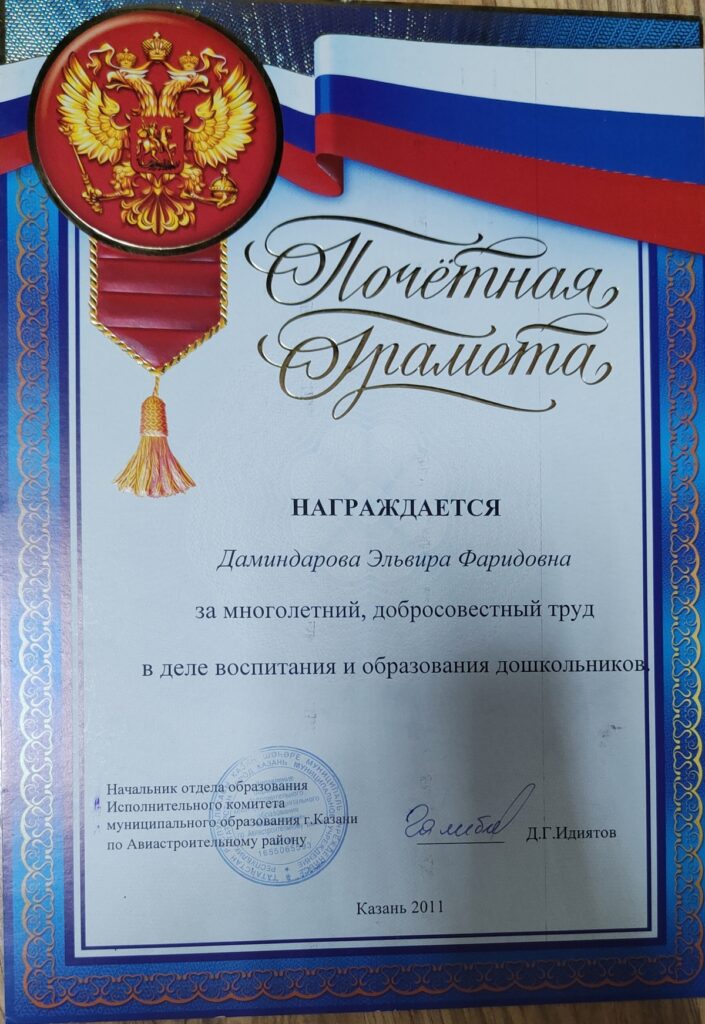 Почётная
Грамота
НАГРАЖДАЕТСЯ
Даминдарова Эльвира Фаридовна
за многолетний, добросовестный труд
в деле воспитания и образования дошкольников.
Начальник отдела образования
Исполнительного комитета
муниципального образования г.Казани
по Авиастроительному району
Д.Г.Идиятов
Казань 2011